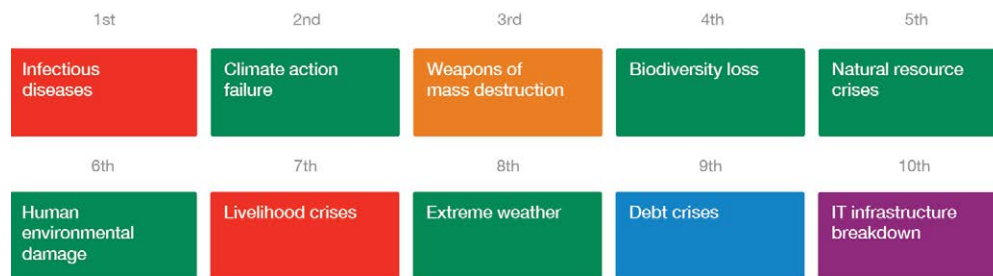 1st
2nd
3rd
4th
5th
Infectious
diseases
Climate action
failure
Weapons of
mass destruction
Biodiversity loss
Natural resource
crises
6th
7th
8th
9th
10th
Human
environmental
damage
Livelihood crises
Extreme weather
Debt crises
IT infrastructure
breakdown